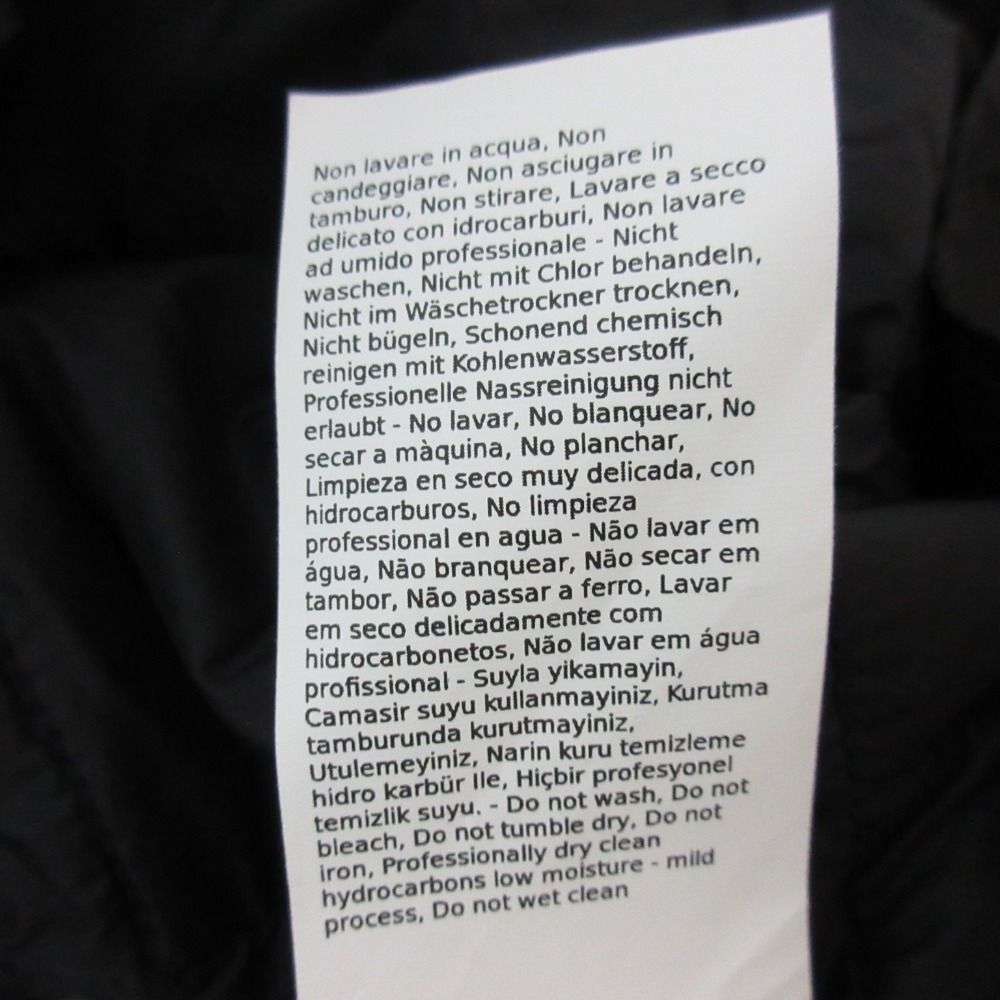 Non lavare in acqua, Non
candeggiare, Non asciugare in
tamburo, Non stirare, Lavare a secco
delicato con idrocarburi, Non lavare
ad umido professionale - Nicht
waschen, Nicht mit Chlor behandeln,
Nicht im Wäschetrockner trocknen,
Nicht bügeln, Schonend chemisch
reinigen mit Kohlenwasserstoff,
Professionelle Nassreinigung nicht
erlaubt - No lavar, No blanquear, No
secar a màquina, No planchar,
Limpieza en seco muy delicada, con
hidrocarburos, No limpieza
professional en agua - Não lavar em
água, Não branquear, Não secar em
tambor, Não passar a ferro, Lavar
em seco delicadamente com
hidrocarbonetos, Não lavar em água
profissional - Suyla yikamayin,
Camasir suyu kullanmayiniz, Kurutma
tamburunda kurutmayiniz,
Utulemeyiniz, Narin kuru temizleme
hidro karbür Ile, Hiçbir profesyonel
temizlik suyu. - Do not wash, Do not
bleach, Do not tumble dry, Do not
iron, Professionally dry clean
hydrocarbons low moisture - mild
process, Do not wet clean